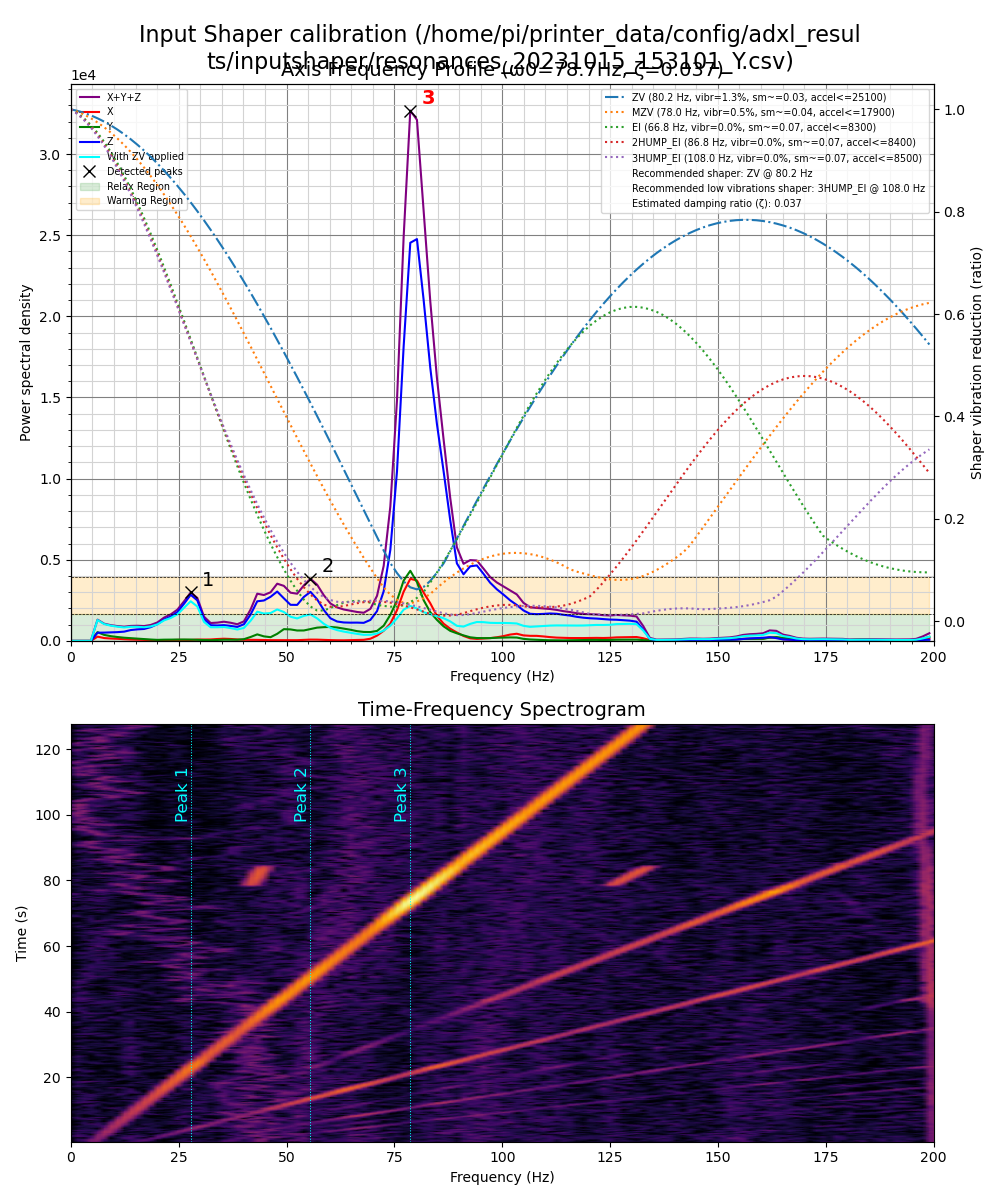 Input Shaper calibration (/home/pi/printer_data/config/adxl_resul
ts/inputshaper/resonances_20231015_153101_Y.csv)
Axis Frequency Profile (ω0=78.7Hz, ζ=0.037)
1e4
X+Y+Z
X
Y
Z
With ZV applied
Detected peaks
Relax Region
Warning Region
ZV (80.2 Hz, vibr=1.3%, sm~=0.03, accel<=25100)
MZV (78.0 Hz, vibr=0.5%, sm~=0.04, accel<=17900)
EI (66.8 Hz, vibr=0.0%, sm~=0.07, accel<=8300)
2HUMP_EI (86.8 Hz, vibr=0.0%, sm~=0.07, accel<=8400)
3HUMP_EI (108.0 Hz, vibr=0.0%, sm~=0.07, accel<=8500)
Recommended shaper: ZV @ 80.2 Hz
Recommended low vibrations shaper: 3HUMP_EI @ 108.0 Hz
Estimated damping ratio (ζ): 0.037
3
1
2
Power spectral density
3.0
2.5
2.0
1.5
1.0
0.5
0.0
Shaper vibration reduction (ratio)
1.0
0.8
0.6
0.4
0.2
0.0
0 25 50 75 100 125 150 175 200
Frequency (Hz)
Time-Frequency Spectrogram
Time (s)
120
100
80
60
40
20
Peak 1
Peak 2
Peak 3
0 25 50 75 100 125 150 175 200
Frequency (Hz)